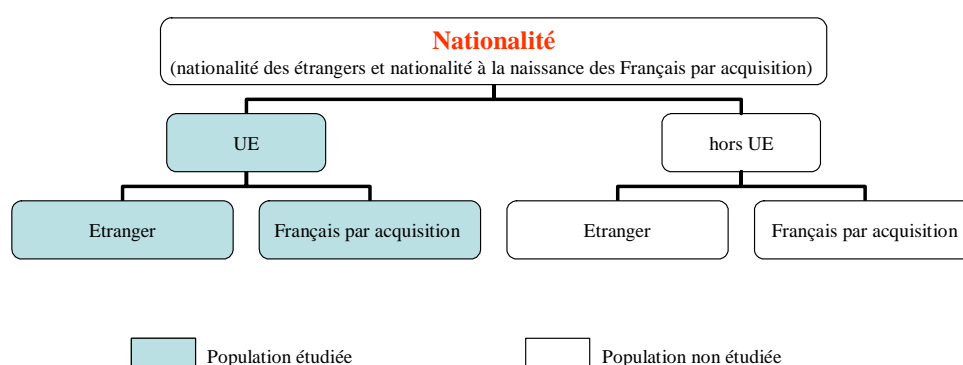 Nationalité
(nationalité des étrangers et nationalité à la naissance des Français par acquisition)
UE
hors UE
Etranger
Français par acquisition
Etranger
Français par acquisition
Population étudiée
Population non étudiée